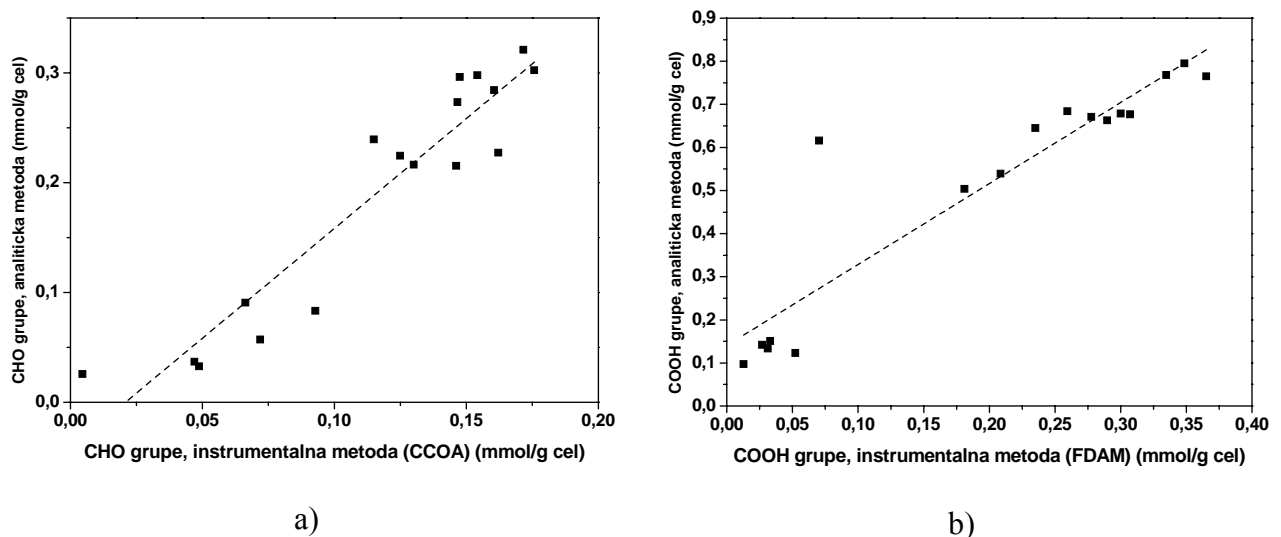 CHO grupe, analiticka metoda (mmol/g cel)
0,3
0,2
0,1
0,0
0,00 0,05 0,10 0,15 0,20
CHO grupe, instrumentalna metoda (CCOA) (mmol/g cel)
a)
COOH grupe, analiticka metoda (mmol/g cel)
0,9
0,8
0,7
0,6
0,5
0,4
0,3
0,2
0,1
0,0
0,00 0,05 0,10 0,15 0,20 0,25 0,30 0,35 0,40
COOH grupe, instrumentalna metoda (FDAM) (mmol/g cel)
b)